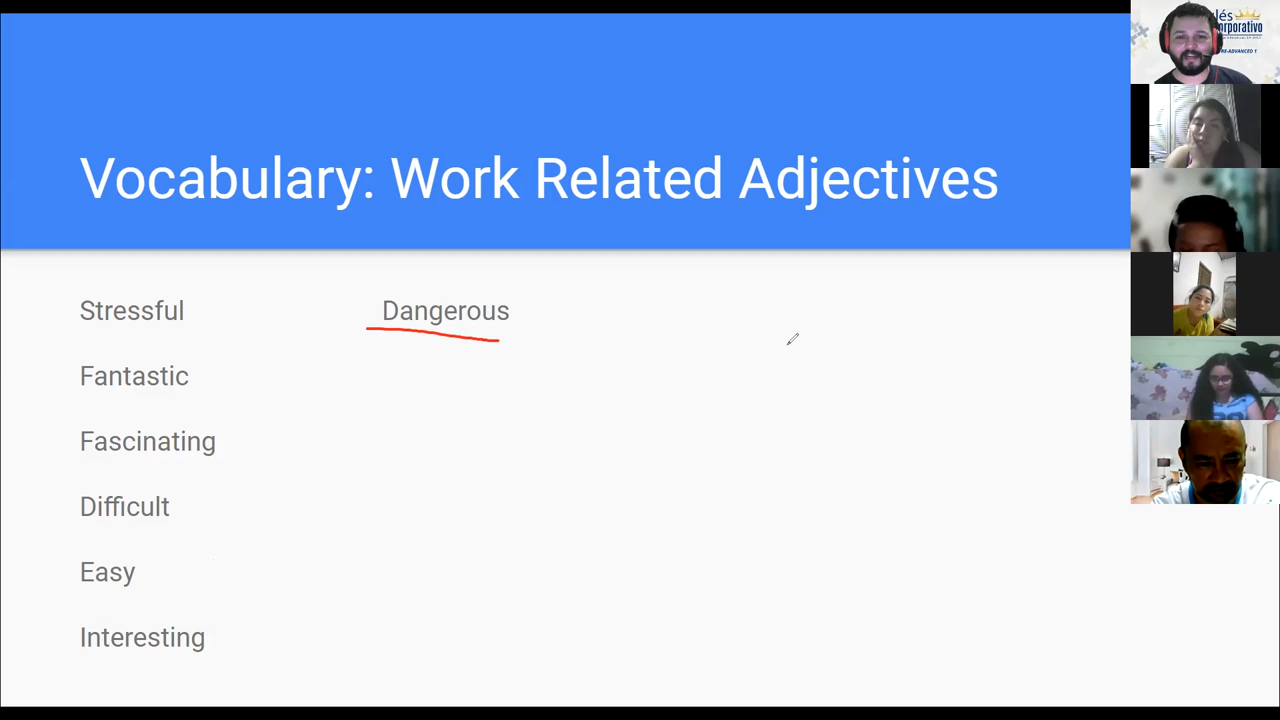 Vocabulary: Work Related Adjectives
Stressful
Fantastic
Fascinating
Difficult
Easy
Interesting
Dangerous